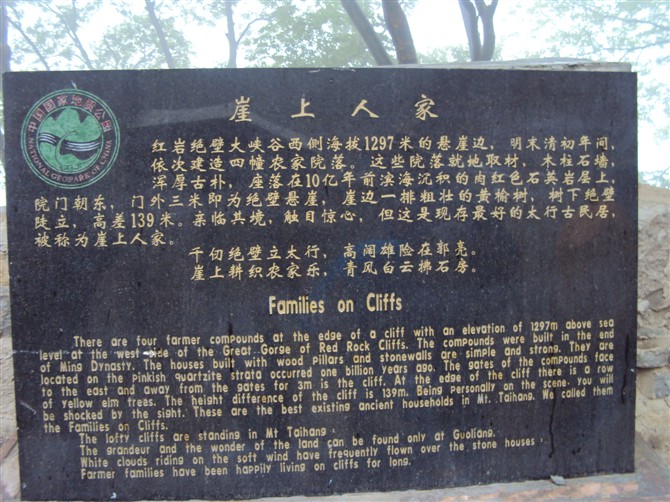 中国国家地质公园
NATIONAL GEOPARK OF CHINA
崖上人家
红岩绝壁大峡谷西侧海拔1297米的悬崖边，明末清初年间，
依次建造四幢农家院落。这些院落就地取材，木柱石墙，
浑厚古朴，座落在10亿年前滨海沉积的肉红色石英岩层上，
院门朝东，门外三米即为绝壁悬崖，崖边一排粗壮的黄榆树，树下绝壁
陡立，高差139米。亲临其境，触目惊心，但这是现存最好的太行古民居，
被称为崖上人家。
千仞绝壁立太行，高阔雄险在郭亮。
崖上耕织农家乐，青风白云拂石房。
Families on Cliffs
There are four farmer compounds at the edge of a cliff with an elevation of 1297m above sea
level at the west side of the Great Gorge of Red Rock Cliffs. The compounds were built in the end
of Ming Dynasty. The houses built with wood Pillars and stonewalls are simple and strong. They are
located on the Pinkish quartzite strata occurred one billion years ago. The gates of the compounds face
to the east and away from the gates for 3m is the cliff. At the edge of the cliff there is a row
of yellow elm trees. The height difference of the cliff is 139m. Being Personally on the scene. you will
be shocked by the sight. These are the best existing ancient households in Mt. Taihang. We called them
the Families on Cliffs.
The lofty cliffs are standing in Mt Taihang.
The grandeur and the wonder of the land can be found only at Guoliang.
White clouds riding on the soft wind have frequently flown over the stone houses.
Farmer families have been happily living on cliffs for long.